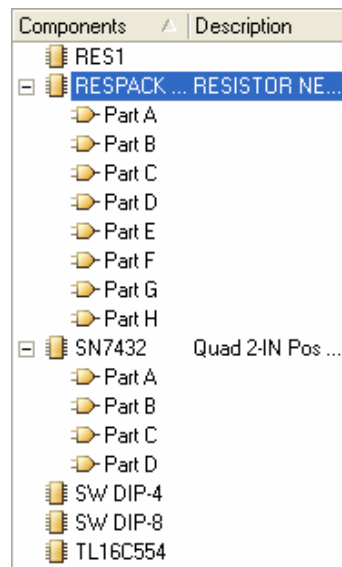 Components Description
RES1
RESPACK ... RESISTOR NE...
Part A
Part B
Part C
Part D
Part E
Part F
Part G
Part H
SN7432 Quad 2-IN Pos ...
Part A
Part B
Part C
Part D
SW DIP-4
SW DIP-8
TL16C554